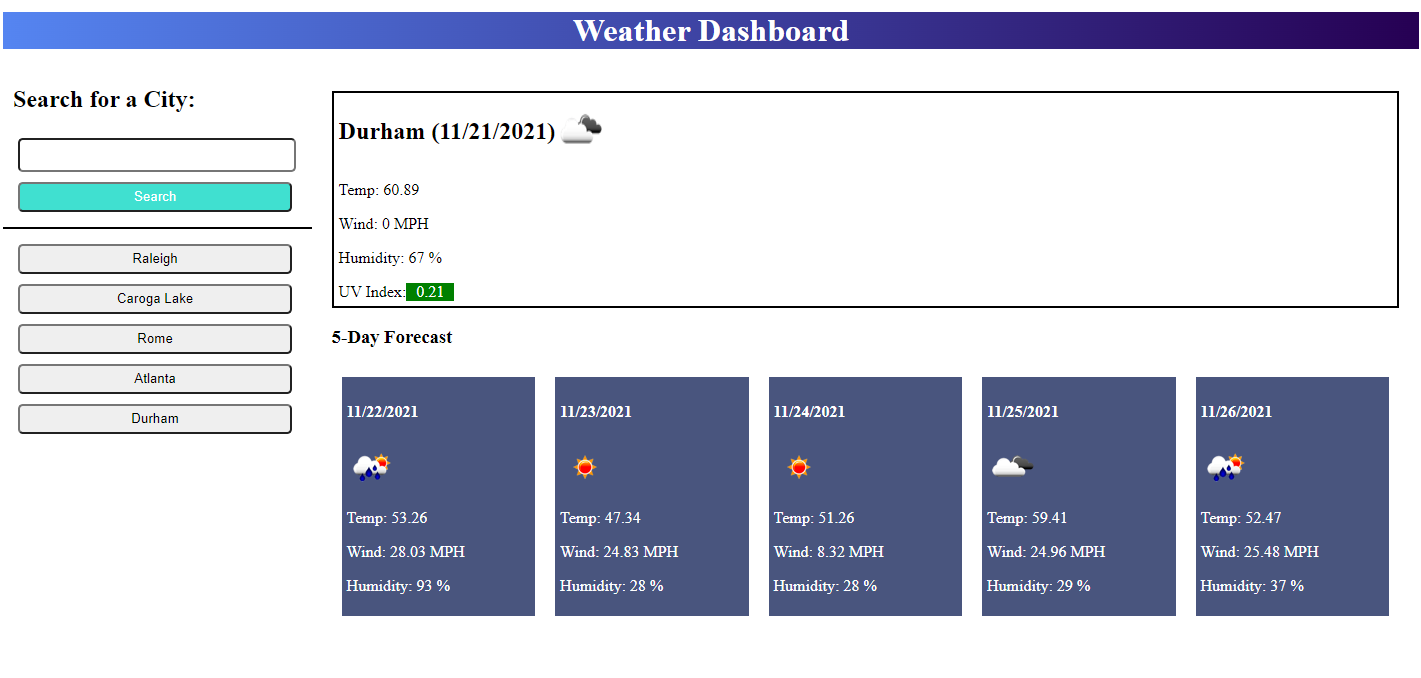 Weather Dashboard
Search for a City:
Search
Raleigh
Caroga Lake
Rome
Atlanta
Durham
Durham (11/21/2021)
Temp: 60.89
Wind: 0 MPH
Humidity: 67 %
UV Index: 0.21
5-Day Forecast
11/22/2021
Temp: 53.26
Wind: 28.03 MPH
Humidity: 93 %
11/23/2021
Temp: 47.34
Wind: 24.83 MPH
Humidity: 28 %
11/24/2021
Temp: 51.26
Wind: 8.32 MPH
Humidity: 28 %
11/25/2021
Temp: 59.41
Wind: 24.96 MPH
Humidity: 29 %
11/26/2021
Temp: 52.47
Wind: 25.48 MPH
Humidity: 37 %